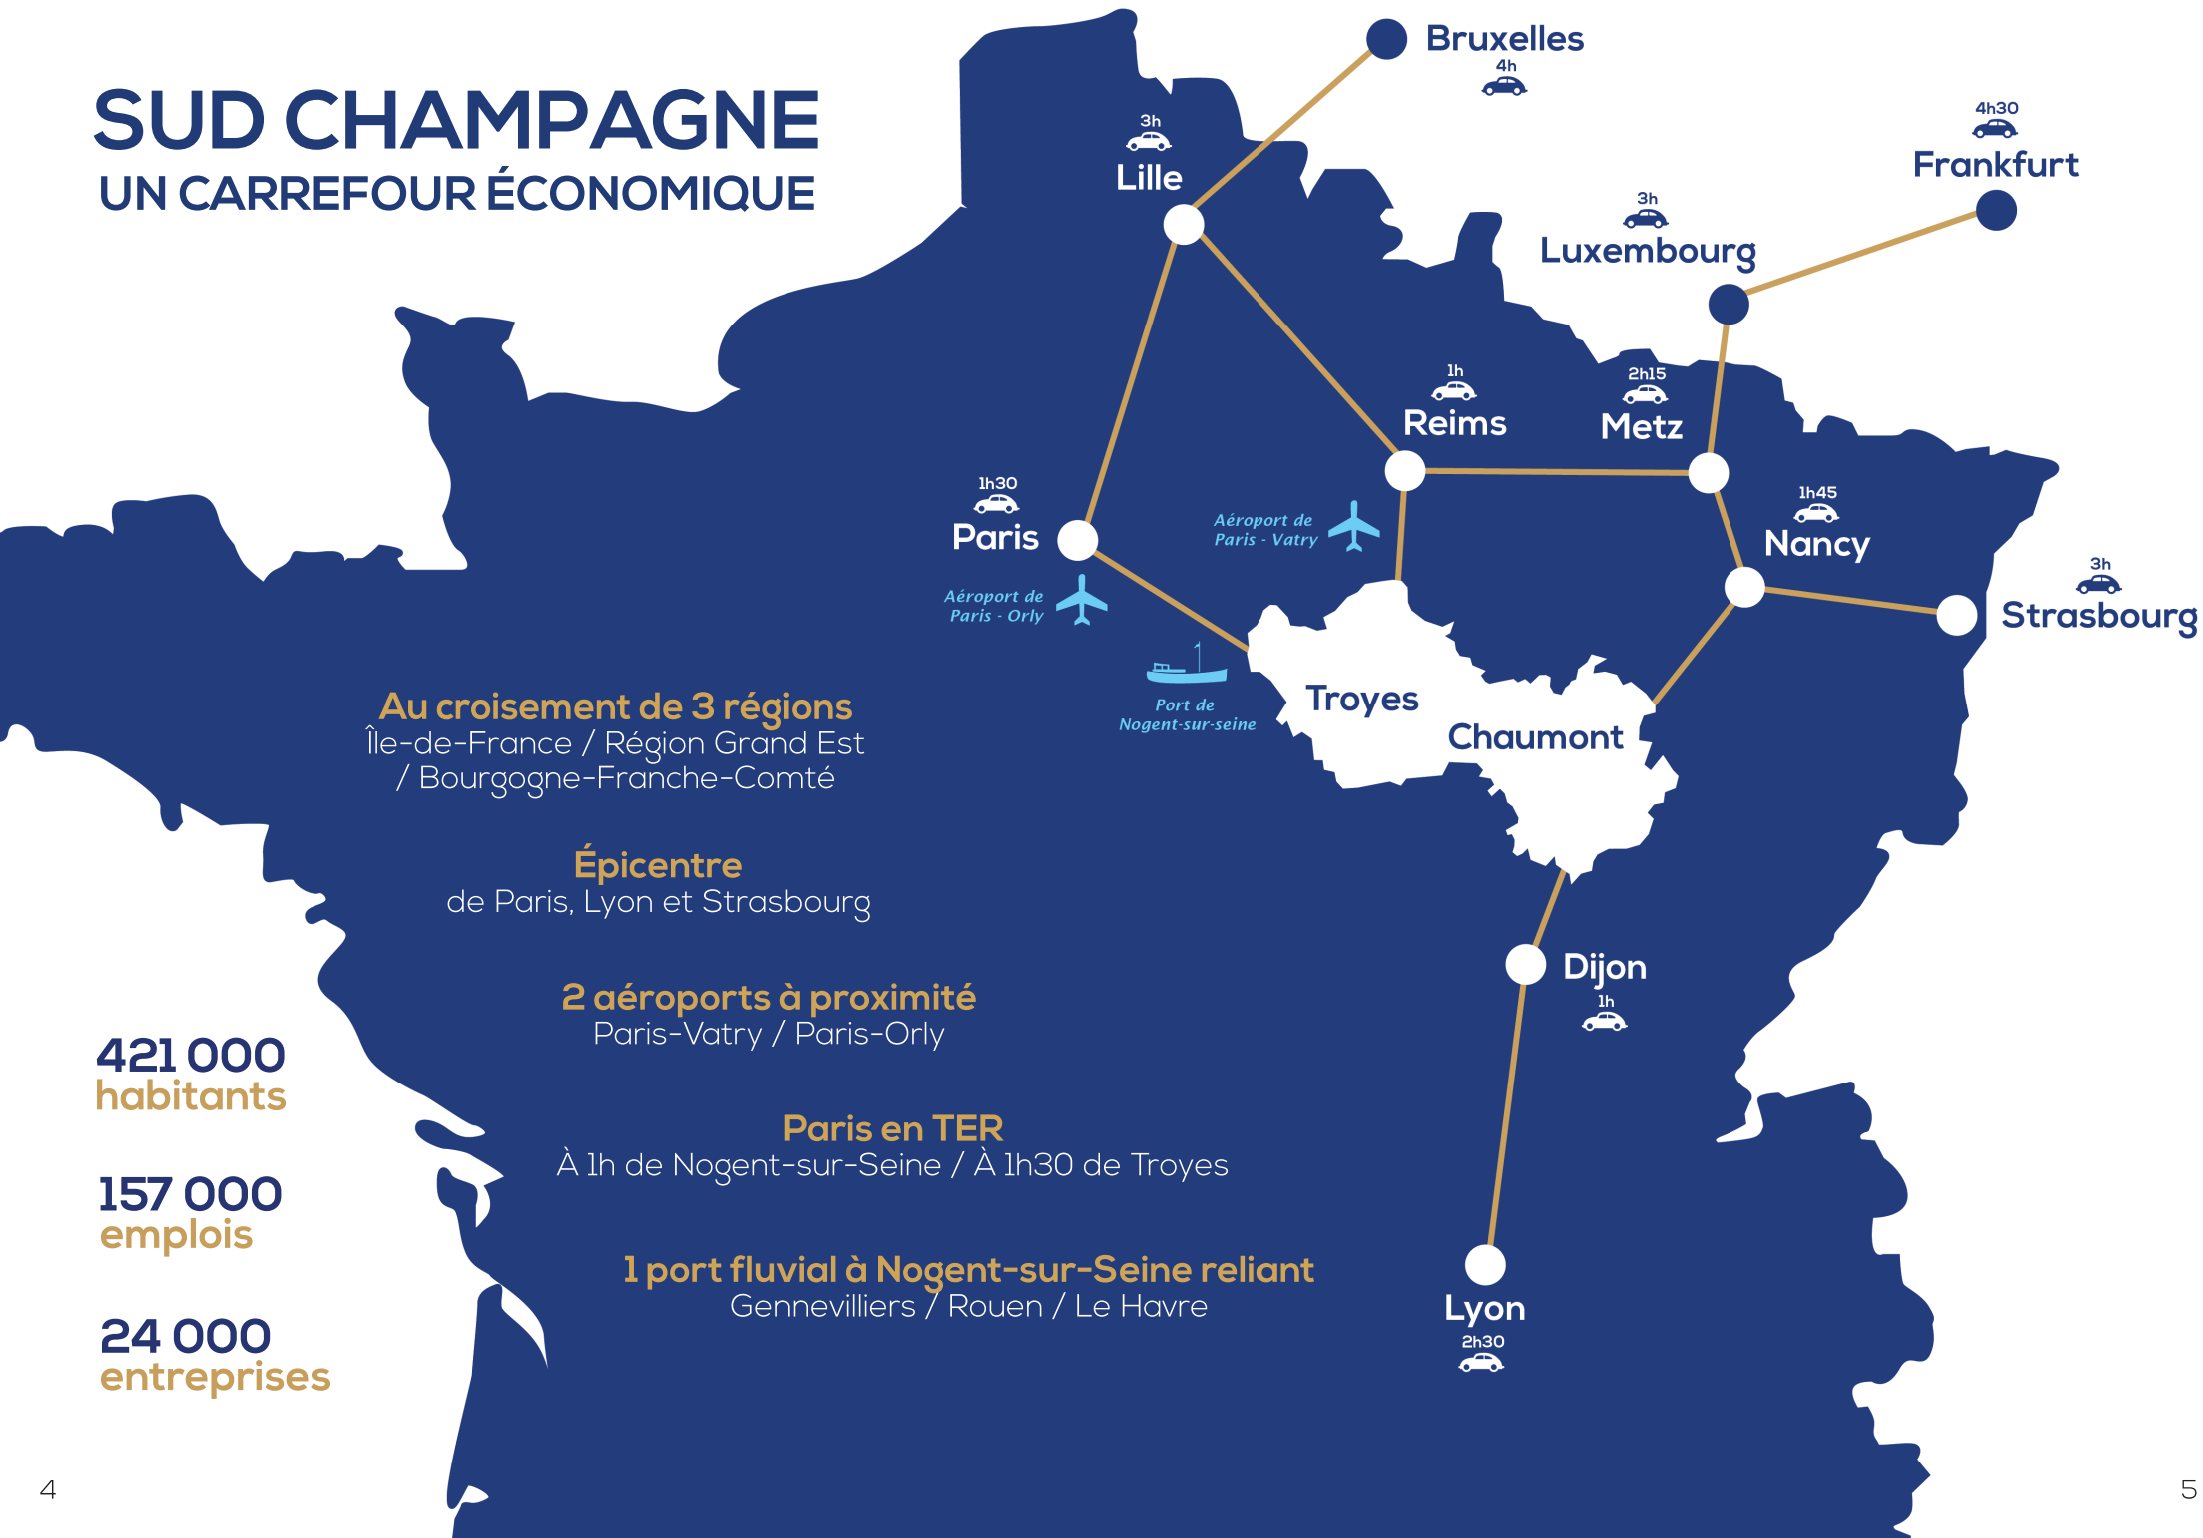 SUD CHAMPAGNE
UN CARREFOUR ÉCONOMIQUE
Bruxelles
4h
4h30
Frankfurt
3h
Lille
3h
Luxembourg
1h
Reims
2h15
Metz
1h30
Paris
1h45
Nancy
3h
Strasbourg
Aéroport de
Paris - Vatry
Aéroport de
Paris - Orly
Port de
Nogent-sur-seine
Troyes
Chaumont
Dijon
1h
Lyon
2h30
Au croisement de 3 régions
Île-de-France / Région Grand Est
/ Bourgogne-Franche-Comté
Épicentre
de Paris, Lyon et Strasbourg
2 aéroports à proximité
Paris-Vatry / Paris-Orly
Paris en TER
À 1h de Nogent-sur-Seine / À 1h30 de Troyes
1 port fluvial à Nogent-sur-Seine reliant
Gennevilliers / Rouen / Le Havre
421 000
habitants
157 000
emplois
24 000
entreprises
4
5